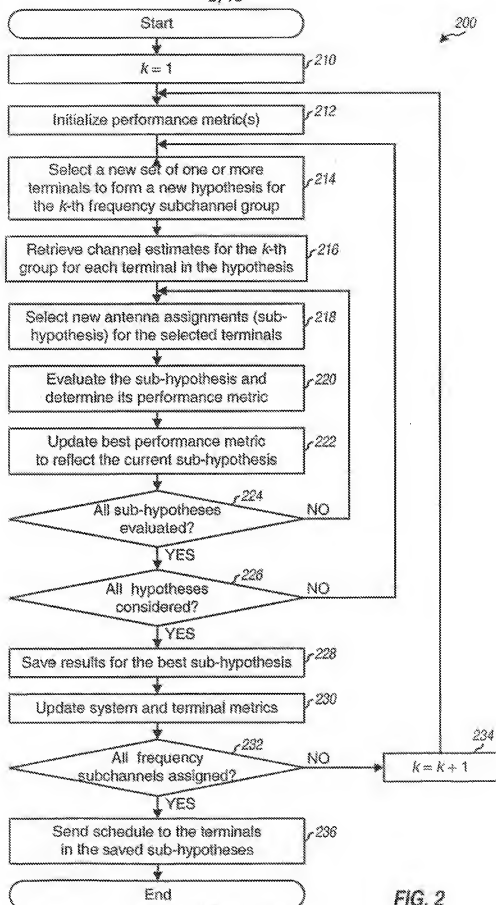 Start
200
k = 1
210
Initialize performance metric(s)
212
Select a new set of one or more
terminals to form a new hypothesis for
the k-th frequency subchannel group
214
Retrieve channel estimates for the k-th
group for each terminal in the hypothesis
216
Select new antenna assignments (sub-
hypothesis) for the selected terminals
218
Evaluate the sub-hypothesis and
determine its performance metric
220
Update best performance metric
to reflect the current sub-hypothesis
222
224
All sub-hypotheses
evaluated?
NO
YES
226
All hypotheses
considered?
NO
YES
Save results for the best sub-hypothesis
228
Update system and terminal metrics
230
232
All frequency
subchannels assigned?
NO
234
k = k + 1
YES
Send schedule to the terminals
in the saved sub-hypotheses
236
End
FIG. 2